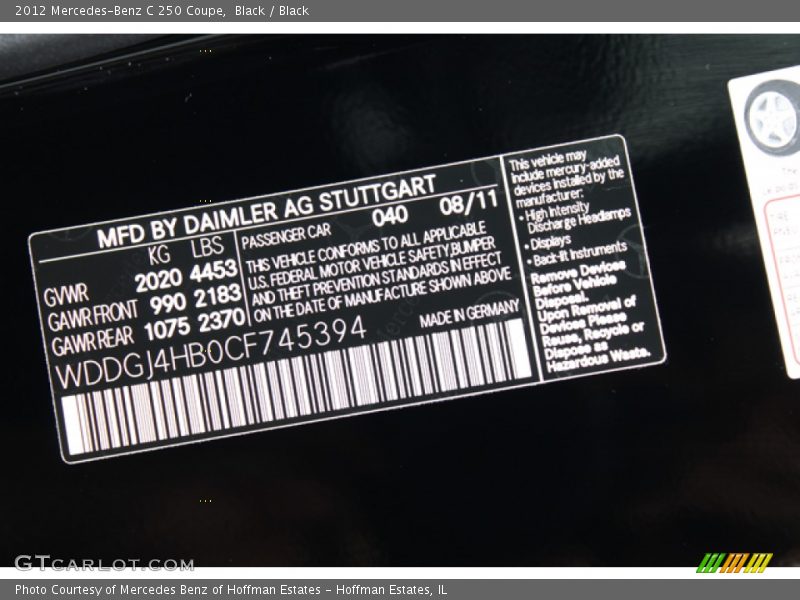 2012 Mercedes-Benz C 250 Coupe,  Black / Black
MFD BY DAIMLER AG STUTTGART
KG LBS
GVWR 2020 4453
GAWR FRONT 990 2183
GAWR REAR 1075 2370
PASSENGER CAR 040 08/11
THIS VEHICLE CONFORMS TO ALL APPLICABLE
U.S. FEDERAL MOTOR VEHICLE SAFETY,BUMPER
AND THEFT PREVENTION STANDARDS IN EFFECT
ON THE DATE OF MANUFACTURE SHOWN ABOVE
MADE IN GERMANY
WDDGJ4HB0CF745394
This vehicle may
include mercury-added
devices installed by the
manufacturer:
• High Intensity
Discharge Headlamps
• Displays
• Back-lit Instruments
Remove Devices
Before Vehicle
Disposal.
Upon Removal of
Devices Please
Reuse, Recycle or
Dispose as
Hazardous Waste.
The
TIRE
GTCARLOT.COM
Photo Courtesy of Mercedes Benz of Hoffman Estates - Hoffman Estates, IL